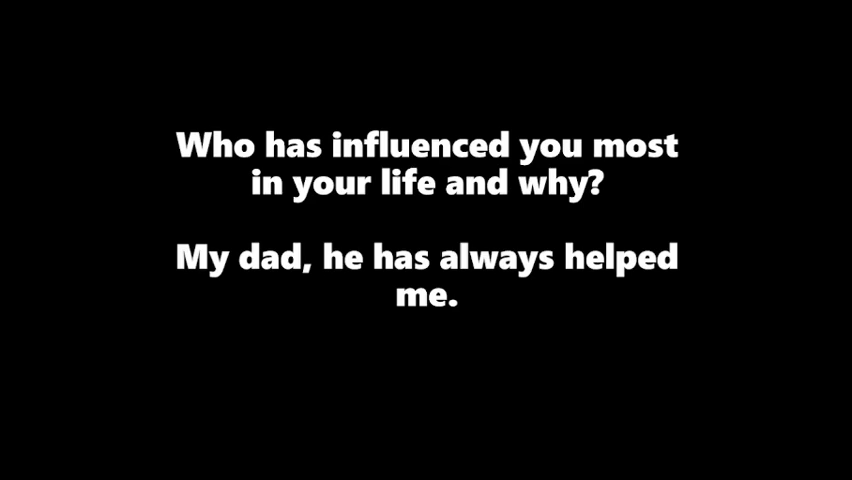 Who has influenced you most
in your life and why?
My dad, he has always helped
me.